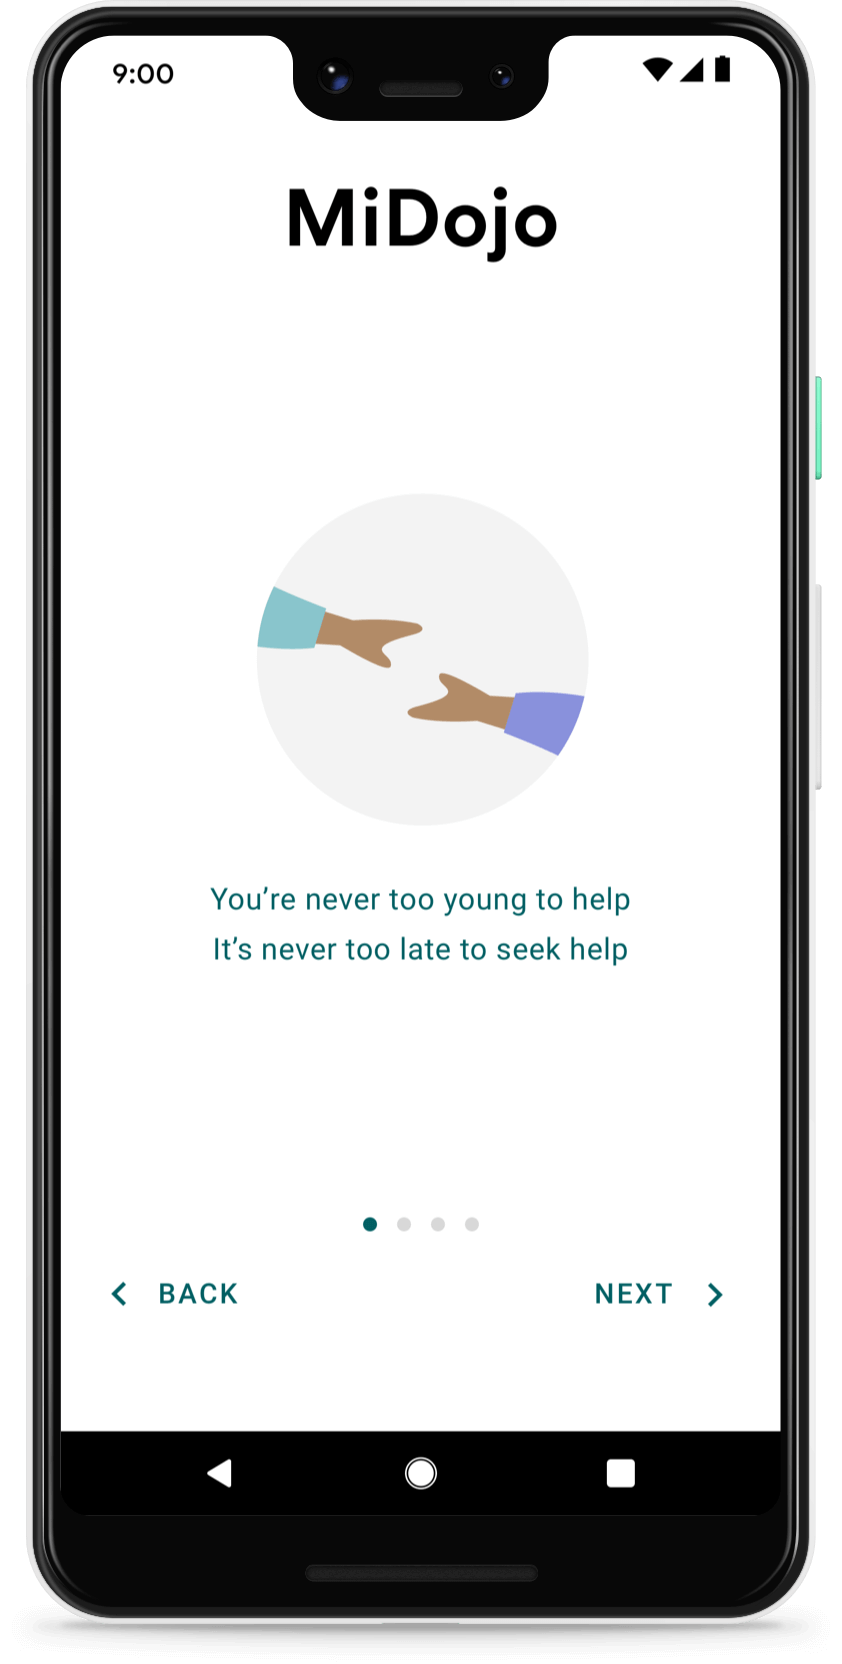 9:00
MiDojo
You’re never too young to help
It’s never too late to seek help
BACK
NEXT